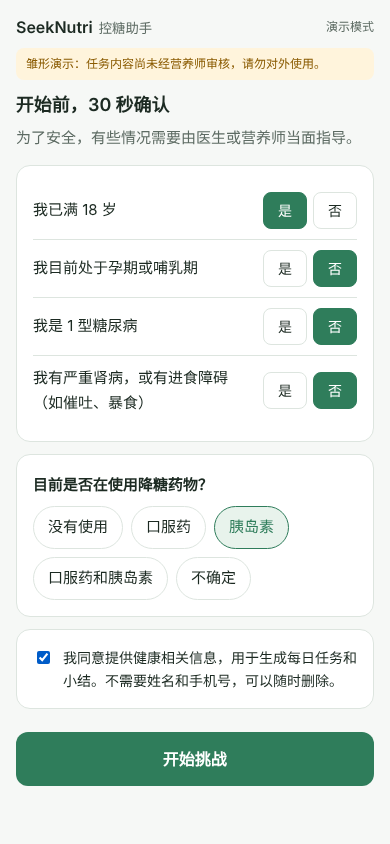 SeekNutri 控糖助手
演示模式
雏形演示：任务内容尚未经营养师审核，请勿对外使用。
开始前，30 秒确认
为了安全，有些情况需要由医生或营养师当面指导。
我已满 18 岁
是
否
我目前处于孕期或哺乳期
是
否
我是 1 型糖尿病
是
否
我有严重肾病，或有进食障碍
（如催吐、暴食）
是
否
目前是否在使用降糖药物？
没有使用
口服药
胰岛素
口服药和胰岛素
不确定
我同意提供健康相关信息，用于生成每日任务和
小结。不需要姓名和手机号，可以随时删除。
开始挑战